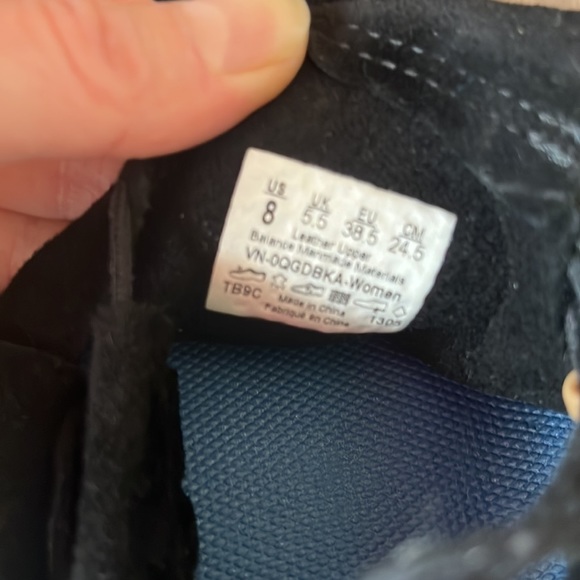 US UK EU CM
8 5.5 38.5 24.5
Leather Upper
Balance Manmade Materials
VN-0QGDBKA-Women
TB9C Made in China 1305
Fabriqué en China